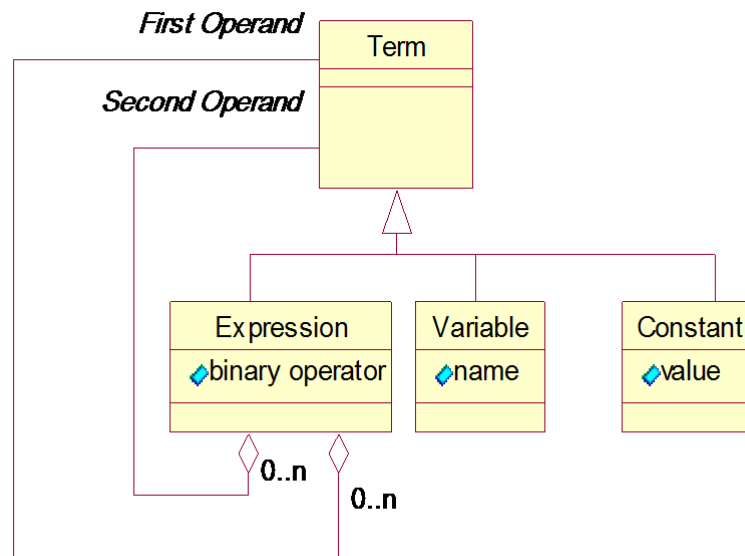 First Operand
Term
Second Operand
Expression
Variable
Constant
binary operator
name
value
0..n
0..n